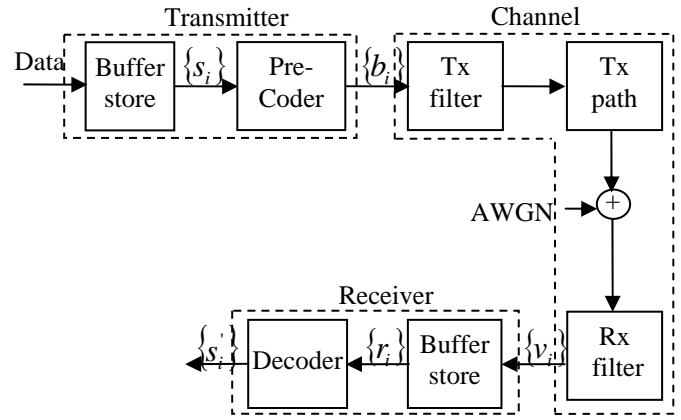 Transmitter
Channel
Data
Buffer
store
{s_i}
Pre-
Coder
{b_i}
Tx
filter
Tx
path
AWGN
+
Receiver
{s_i'}
Decoder
{r_i}
Buffer
store
{v_i}
Rx
filter